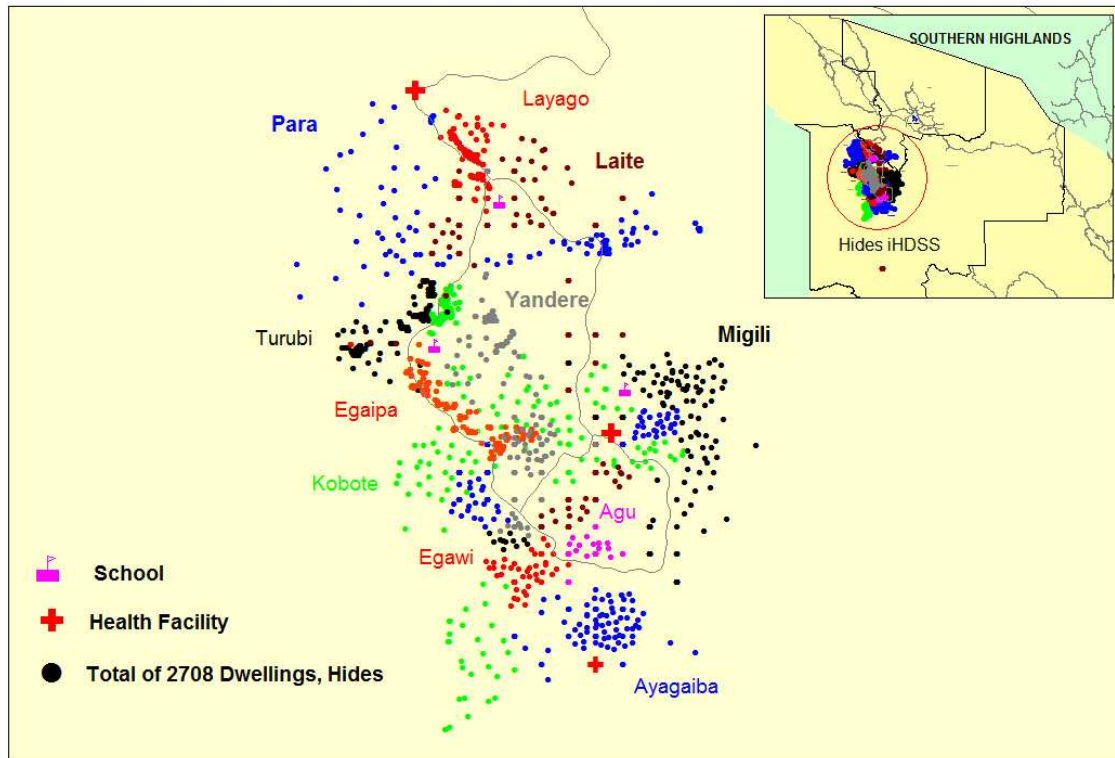 SOUTHERN HIGHLANDS
Hides iHDSS
Layago
Para
Laite
Yandere
Turubi
Migili
Egaipa
Kobote
Agu
Egawi
School
Health Facility
Total of 2708 Dwellings, Hides
Ayagaiba